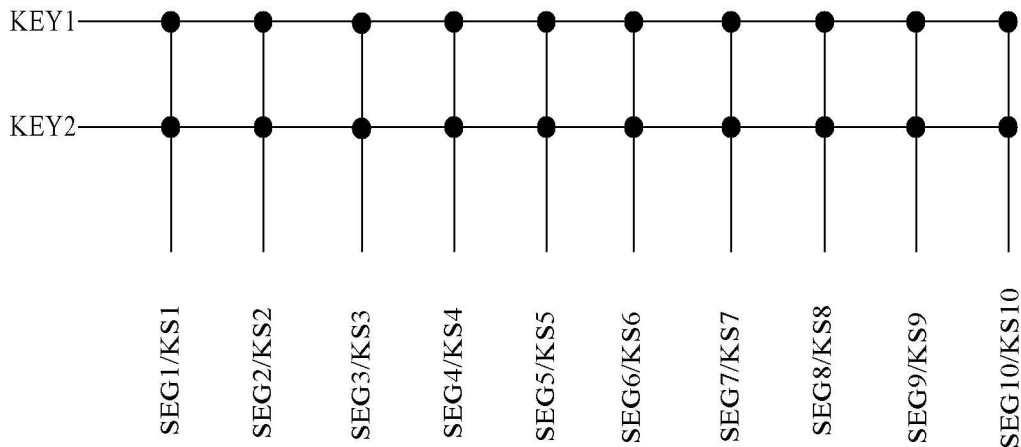 KEY1
KEY2
SEG1/KS1
SEG2/KS2
SEG3/KS3
SEG4/KS4
SEG5/KS5
SEG6/KS6
SEG7/KS7
SEG8/KS8
SEG9/KS9
SEG10/KS10